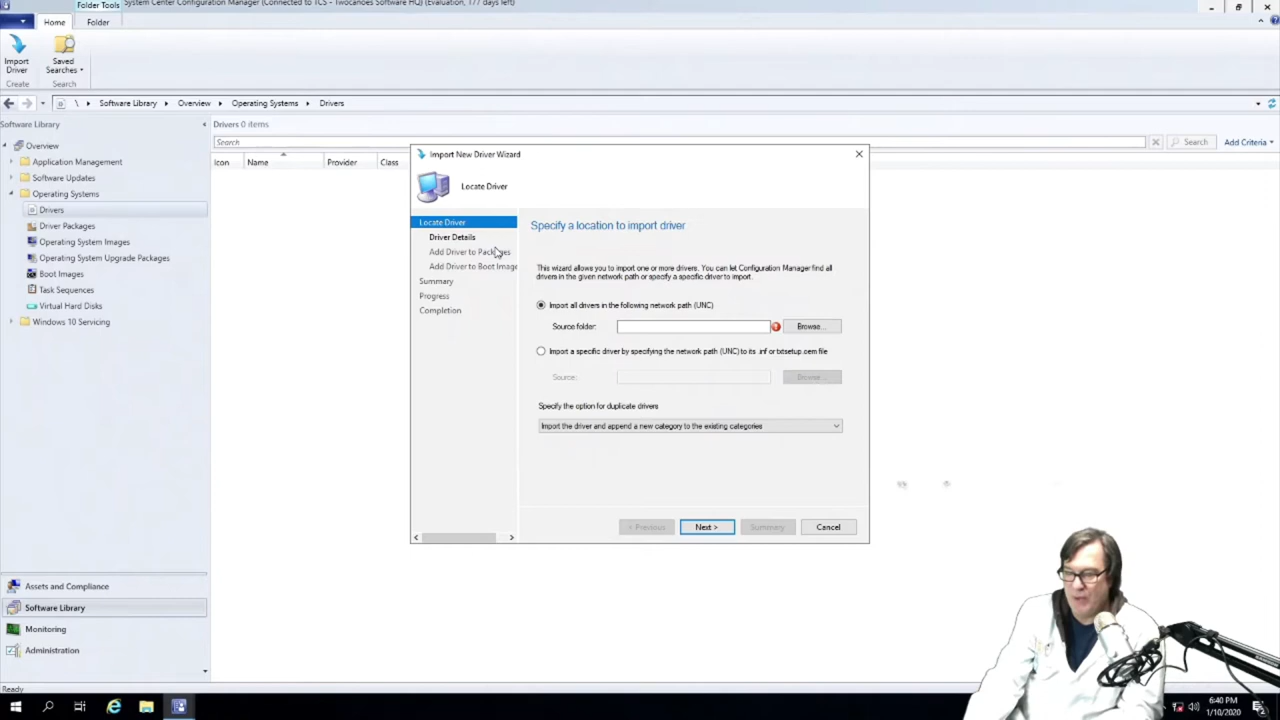 Folder Tools
System Center Configuration Manager (Connected to TCS - Twocanoes Software HQ) (Evaluation, 177 days left)
Home
Folder
Import
Driver
Saved
Searches
Create
Search
\ Software Library Overview Operating Systems Drivers
Software Library
Drivers 0 items
Search
Search
Add Criteria
Icon
Name
Provider
Class
Overview
Application Management
Software Updates
Operating Systems
Drivers
Driver Packages
Operating System Images
Operating System Upgrade Packages
Boot Images
Task Sequences
Virtual Hard Disks
Windows 10 Servicing
Assets and Compliance
Software Library
Monitoring
Administration
Ready
Import New Driver Wizard
Locate Driver
Locate Driver
Driver Details
Add Driver to Packages
Add Driver to Boot Image
Summary
Progress
Completion
Specify a location to import driver
This wizard allows you to import one or more drivers. You can let Configuration Manager find all
drivers in the given network path or specify a specific driver to import.
Import all drivers in the following network path (UNC)
Source folder:
Browse...
Import a specific driver by specifying the network path (UNC) to its .inf or txtsetup.oem file
Source:
Browse...
Specify the option for duplicate drivers
Import the driver and append a new category to the existing categories
< Previous
Next >
Summary
Cancel
6:40 PM
1/10/2020